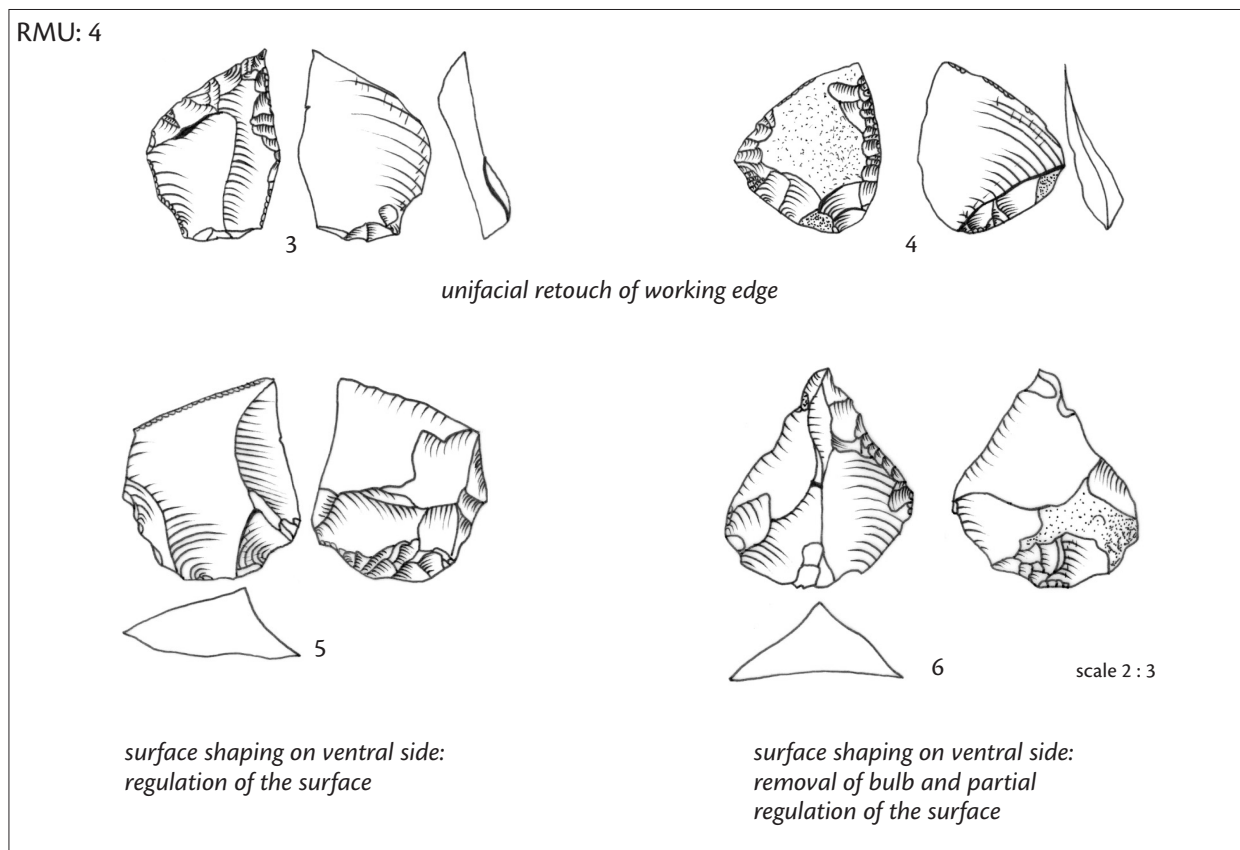 RMU: 4
3
4
unifacial retouch of working edge
5
6
scale 2 : 3
surface shaping on ventral side:
regulation of the surface
surface shaping on ventral side:
removal of bulb and partial
regulation of the surface